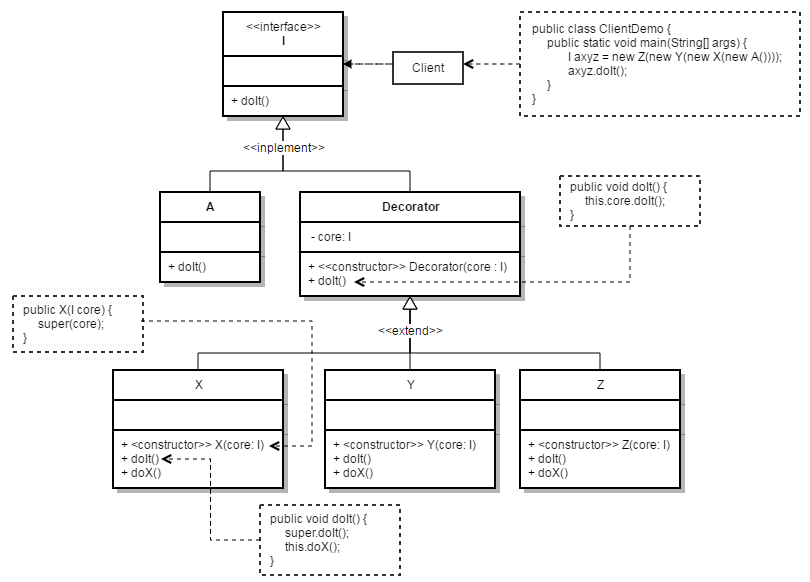 <<interface>>
I
+ doIt()
Client
public class ClientDemo {
public static void main(String[] args) {
I axyz = new Z(new Y(new X(new A())));
axyz.doIt();
}
}
<<inplement>>
A
+ doIt()
Decorator
- core: I
+ <<constructor>> Decorator(core : I)
+ doIt()
public void doIt() {
this.core.doIt();
}
public X(I core) {
super(core);
}
<<extend>>
X
+ <constructor>> X(core: I)
+ doIt()
+ doX()
Y
+ <constructor>> Y(core: I)
+ doIt()
+ doX()
Z
+ <constructor>> Z(core: I)
+ doIt()
+ doX()
public void doIt() {
super.doIt();
this.doX();
}